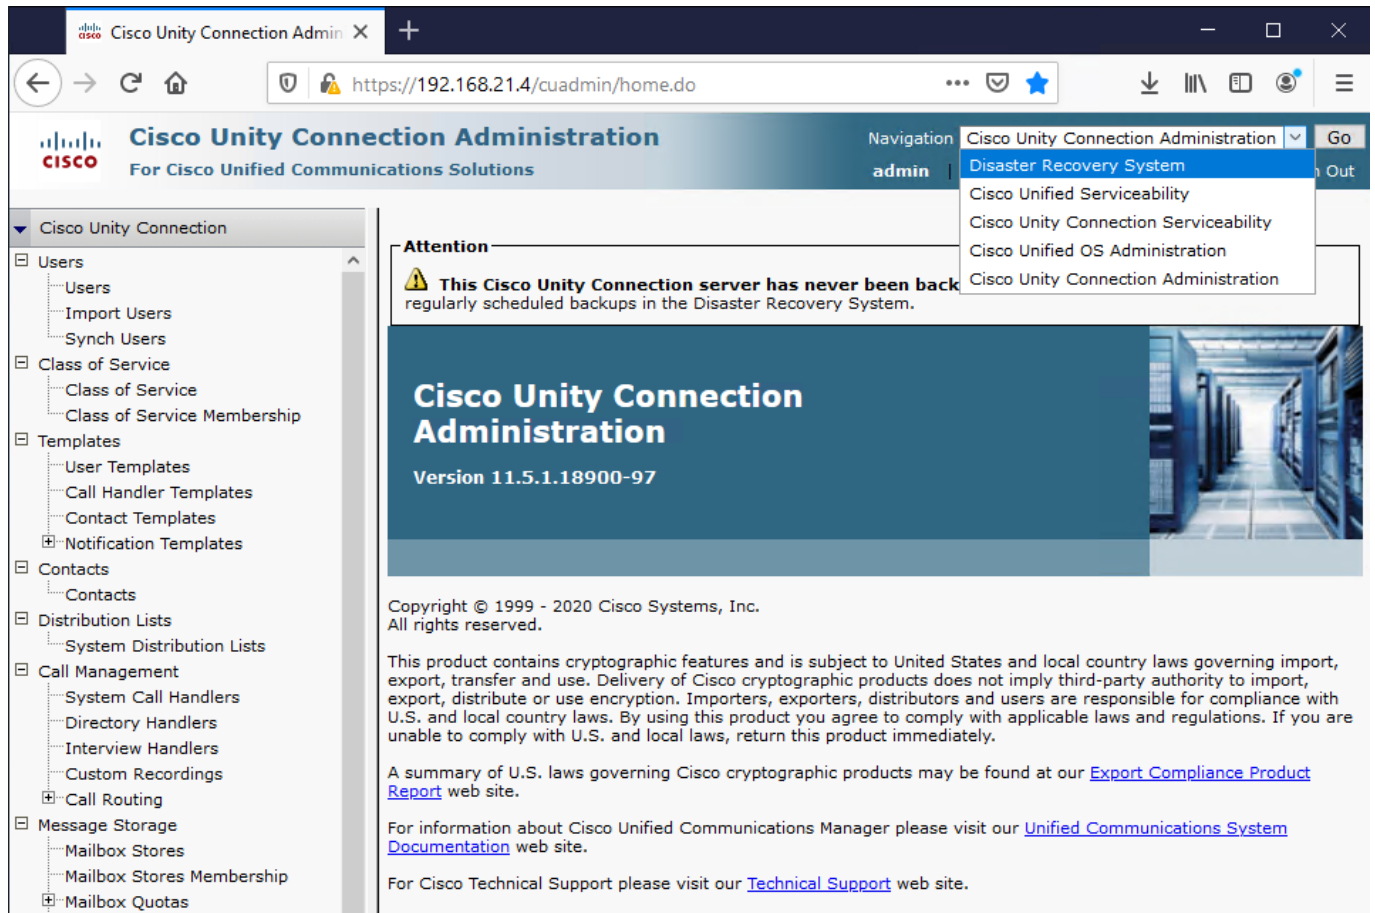 Cisco Unity Connection Admin
https://192.168.21.4/cuadmin/home.do
CISCO
Cisco Unity Connection Administration
For Cisco Unified Communications Solutions
Navigation Cisco Unity Connection Administration Go
admin | Out
Disaster Recovery System
Cisco Unified Serviceability
Cisco Unity Connection Serviceability
Cisco Unified OS Administration
Cisco Unity Connection Administration
Cisco Unity Connection
Users
Users
Import Users
Synch Users
Class of Service
Class of Service
Class of Service Membership
Templates
User Templates
Call Handler Templates
Contact Templates
Notification Templates
Contacts
Contacts
Distribution Lists
System Distribution Lists
Call Management
System Call Handlers
Directory Handlers
Interview Handlers
Custom Recordings
Call Routing
Message Storage
Mailbox Stores
Mailbox Stores Membership
Mailbox Quotas
Attention
This Cisco Unity Connection server has never been back
regularly scheduled backups in the Disaster Recovery System.
Cisco Unity Connection
Administration
Version 11.5.1.18900-97
Copyright © 1999 - 2020 Cisco Systems, Inc.
All rights reserved.
This product contains cryptographic features and is subject to United States and local country laws governing import,
export, transfer and use. Delivery of Cisco cryptographic products does not imply third-party authority to import,
export, distribute or use encryption. Importers, exporters, distributors and users are responsible for compliance with
U.S. and local country laws. By using this product you agree to comply with applicable laws and regulations. If you are
unable to comply with U.S. and local laws, return this product immediately.
A summary of U.S. laws governing Cisco cryptographic products may be found at our Export Compliance Product
Report web site.
For information about Cisco Unified Communications Manager please visit our Unified Communications System
Documentation web site.
For Cisco Technical Support please visit our Technical Support web site.